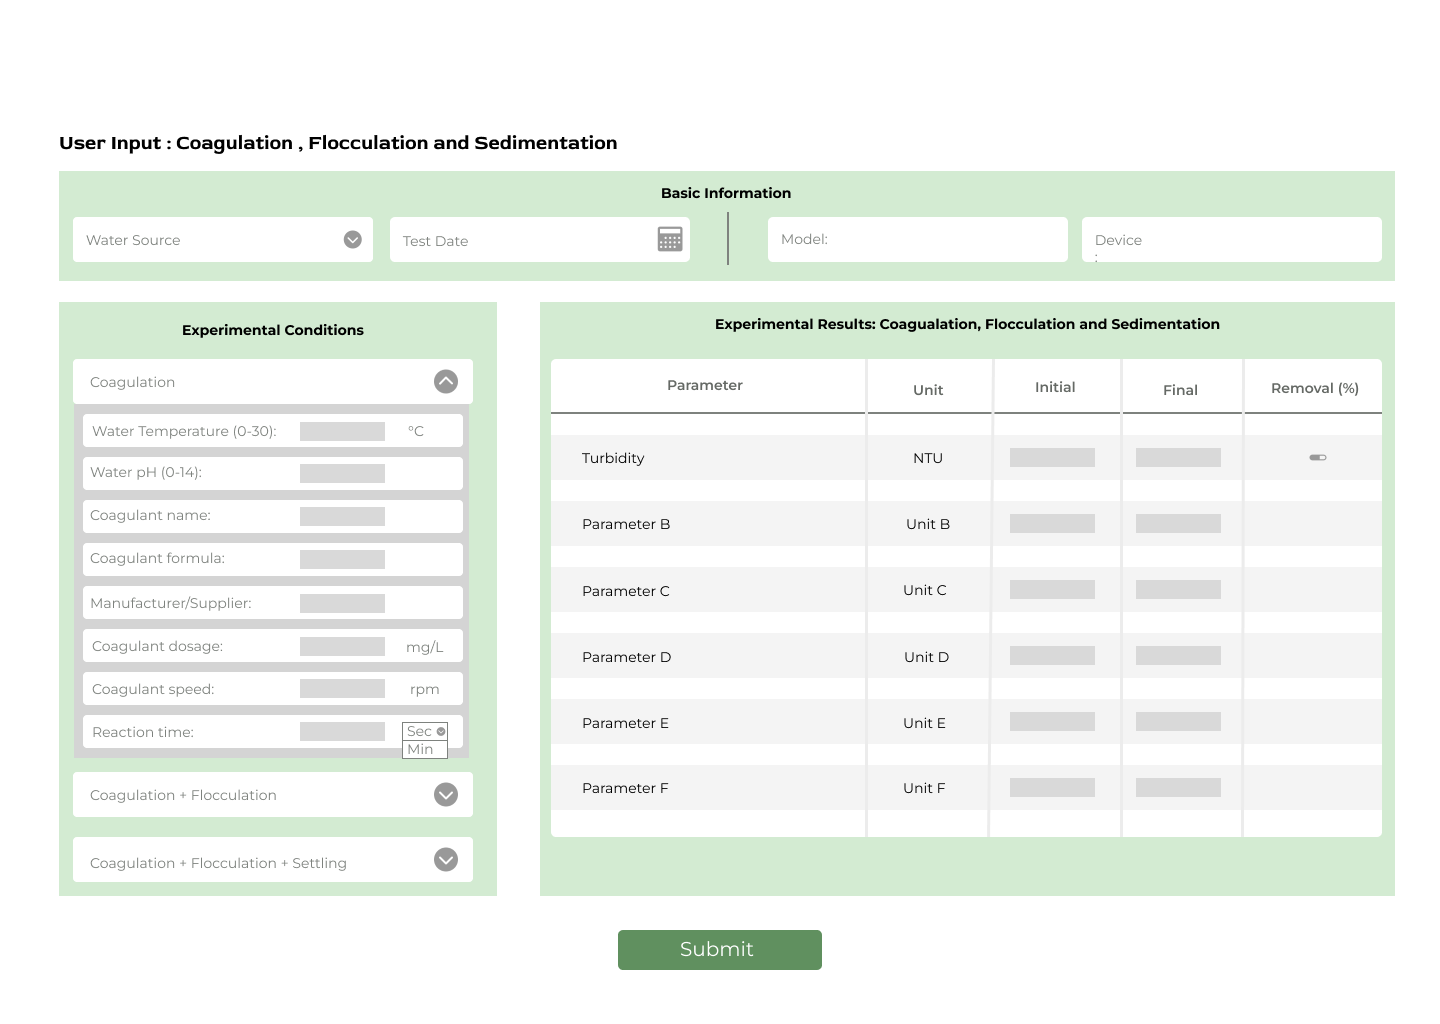 User Input : Coagulation , Flocculation and Sedimentation
Basic Information
Water Source
Test Date
Model:
Device
:
Experimental Conditions
Coagulation
Water Temperature (0-30):
°C
Water pH (0-14):
Coagulant name:
Coagulant formula:
Manufacturer/Supplier:
Coagulant dosage:
mg/L
Coagulant speed:
rpm
Reaction time:
Sec
Min
Coagulation + Flocculation
Coagulation + Flocculation + Settling
Experimental Results: Coagualation, Flocculation and Sedimentation
Parameter Unit Initial Final Removal (%)
Turbidity NTU
Parameter B Unit B
Parameter C Unit C
Parameter D Unit D
Parameter E Unit E
Parameter F Unit F
Submit